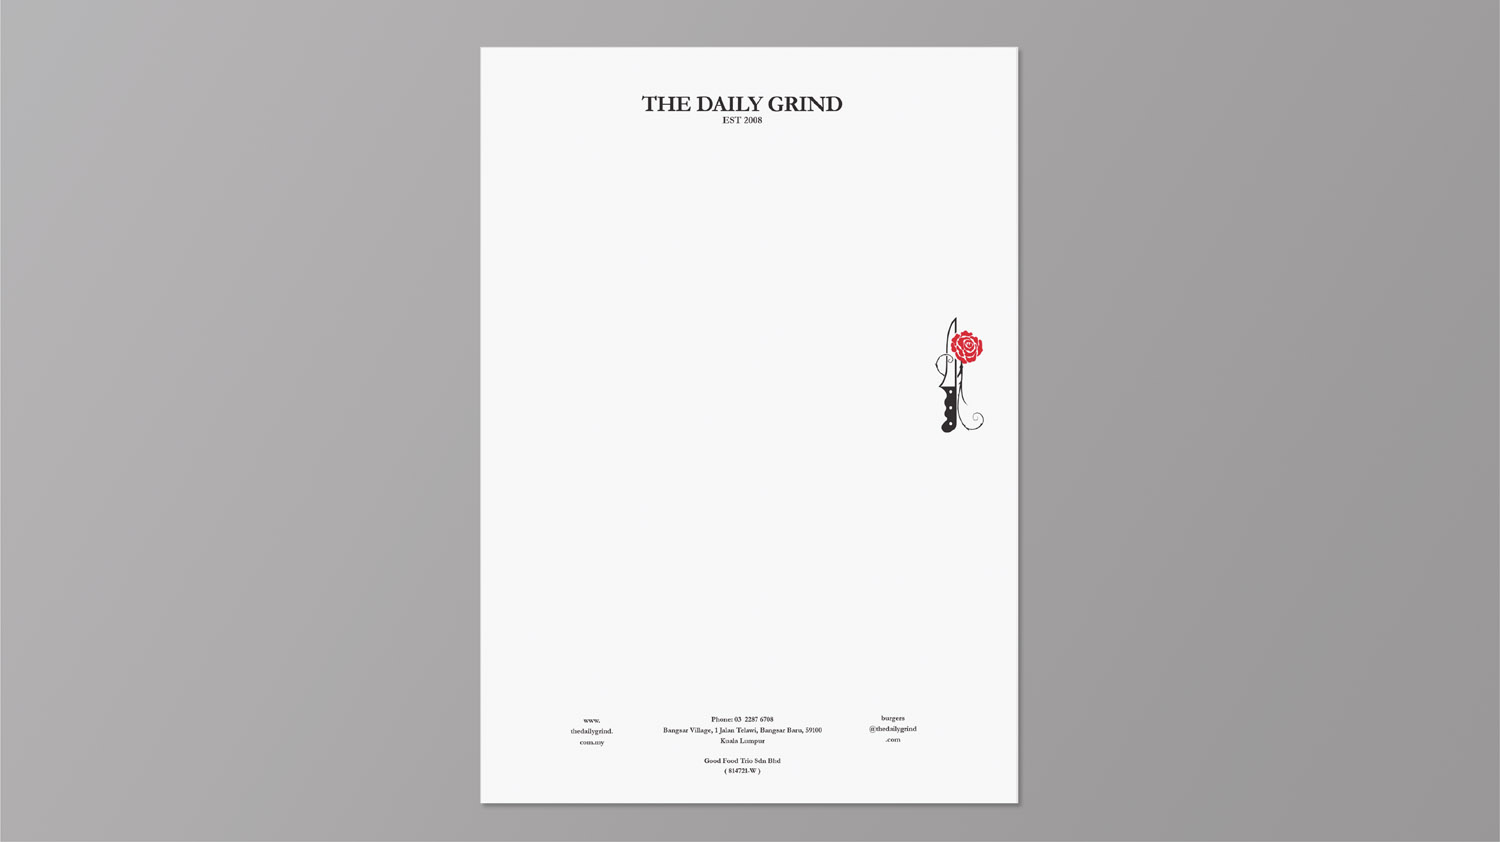 THE DAILY GRIND
EST 2008
www.
thedailygrind.
com.my
Phone: 03 2287 6708
Bangsar Village, 1 Jalan Telawi, Bangsar Baru, 59100
Kuala Lumpur
Good Food Trio Sdn Bhd
( 814721-W )
burgers
@thedailygrind
.com